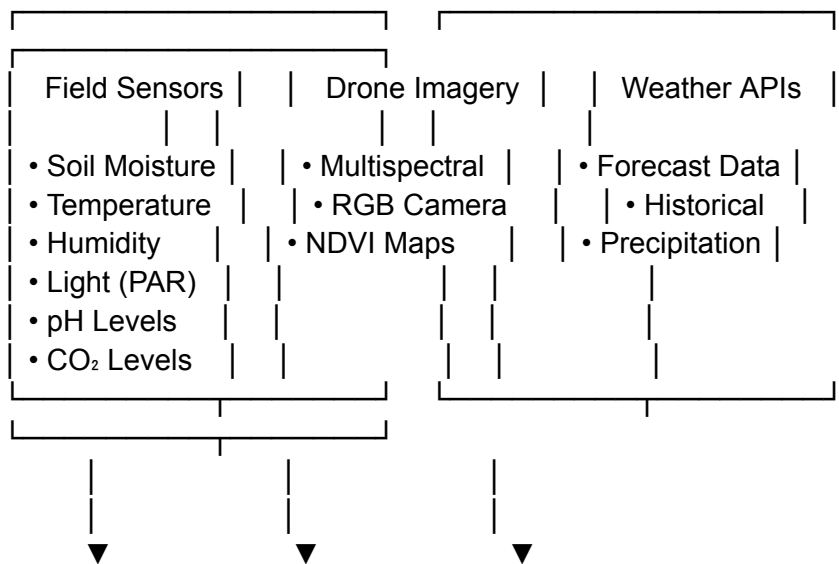 Field Sensors Drone Imagery Weather APIs
• Soil Moisture • Multispectral • Forecast Data
• Temperature • RGB Camera • Historical
• Humidity • NDVI Maps • Precipitation
• Light (PAR)
• pH Levels
• CO₂ Levels